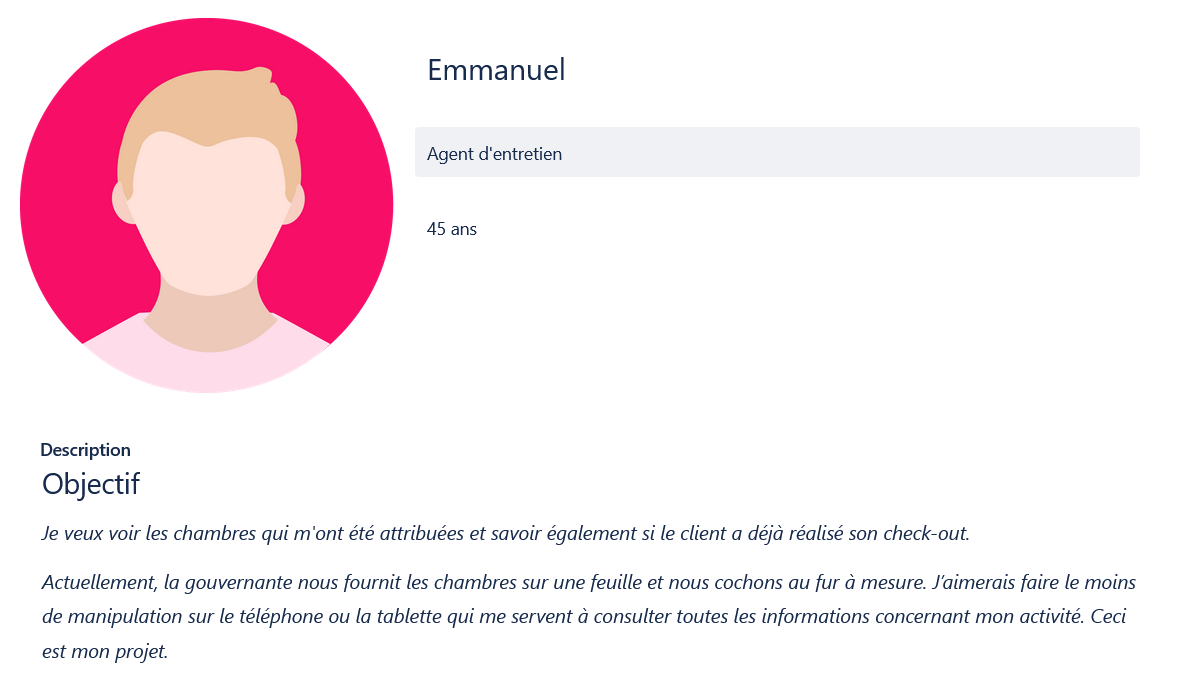 Emmanuel
Agent d'entretien
45 ans
Description
Objectif
Je veux voir les chambres qui m'ont été attribuées et savoir également si le client a déjà réalisé son check-out.
Actuellement, la gouvernante nous fournit les chambres sur une feuille et nous cochons au fur à mesure. J’aimerais faire le moins
de manipulation sur le téléphone ou la tablette qui me servent à consulter toutes les informations concernant mon activité. Ceci
est mon projet.